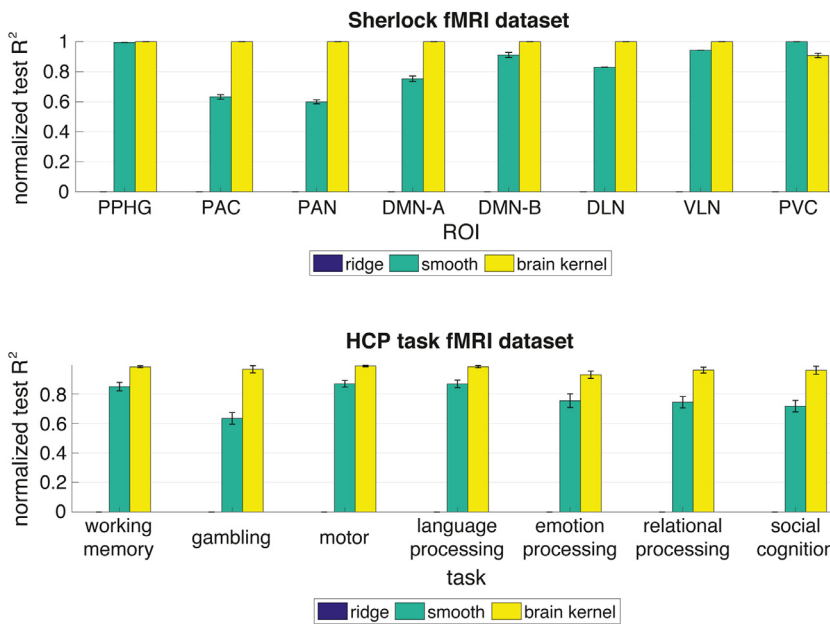 Sherlock fMRI dataset
normalized test R²
1
0.8
0.6
0.4
0.2
0
PPHG PAC PAN DMN-A DMN-B DLN VLN PVC
ROI
ridge smooth brain kernel
HCP task fMRI dataset
normalized test R²
0.8
0.6
0.4
0.2
0
working memory gambling motor language processing emotion processing relational processing social cognition
task
ridge smooth brain kernel